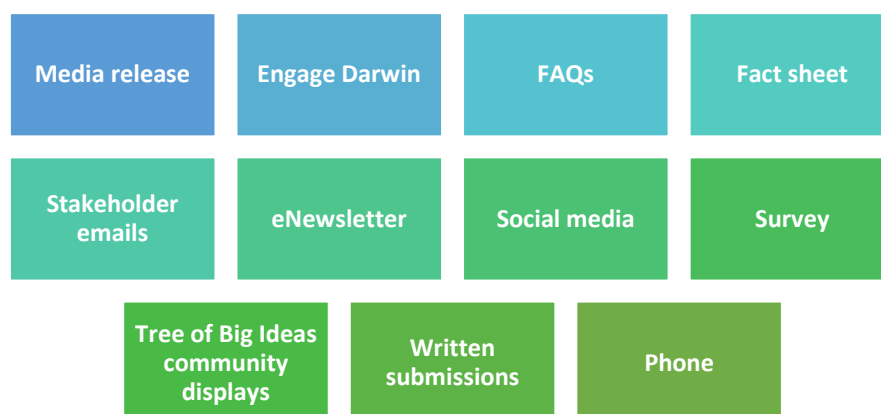 Media release
Engage Darwin
FAQs
Fact sheet
Stakeholder
emails
eNewsletter
Social media
Survey
Tree of Big Ideas
community
displays
Written
submissions
Phone